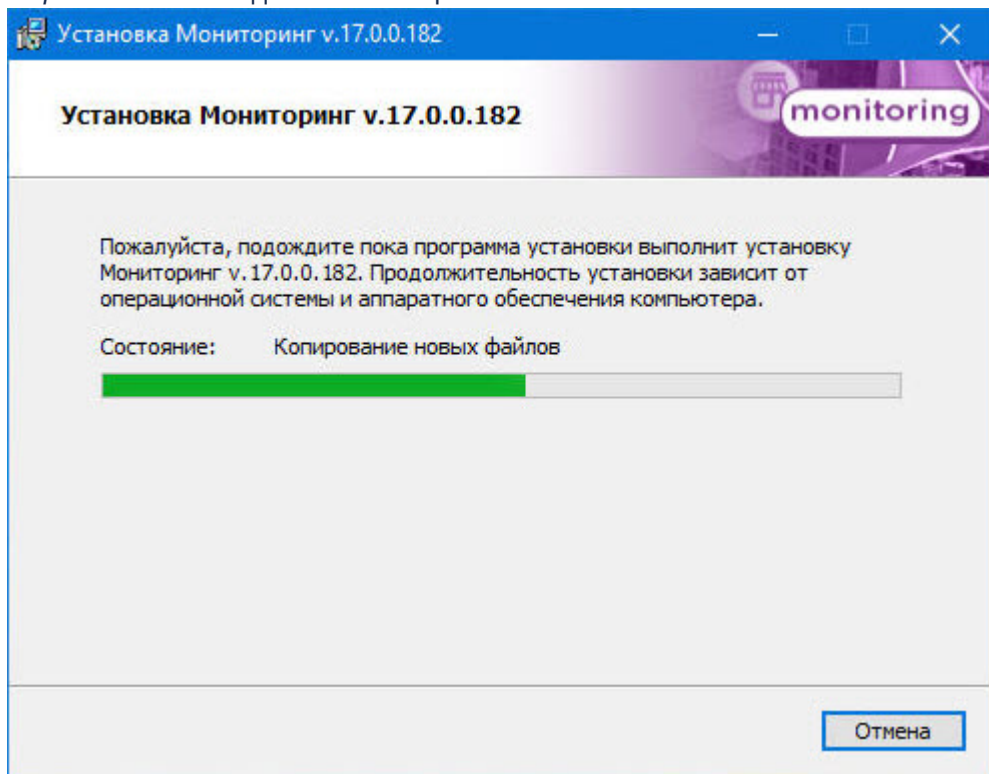 Установка Мониторинг v.17.0.0.182
Установка Мониторинг v.17.0.0.182
monitoring
Пожалуйста, подождите пока программа установки выполнит установку
Мониторинг v.17.0.0.182. Продолжительность установки зависит от
операционной системы и аппаратного обеспечения компьютера.
Состояние: Копирование новых файлов
Отмена